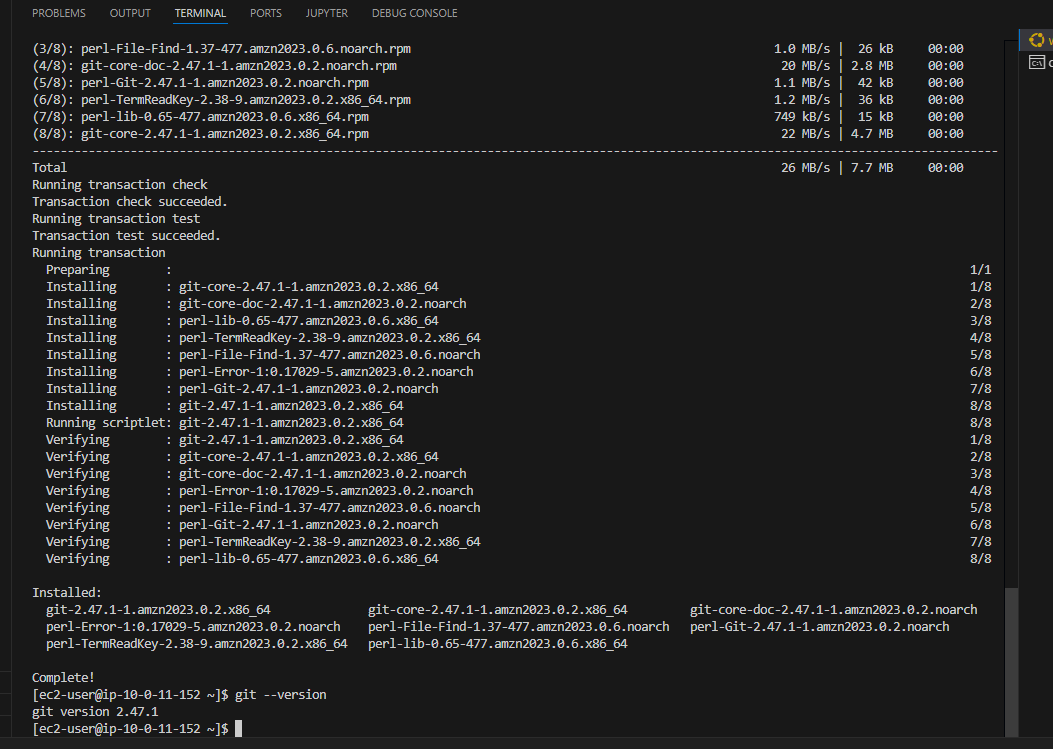 PROBLEMS OUTPUT TERMINAL PORTS JUPYTER DEBUG CONSOLE
(3/8): perl-File-Find-1.37-477.amzn2023.0.6.noarch.rpm 1.0 MB/s | 26 kB 00:00
(4/8): git-core-doc-2.47.1-1.amzn2023.0.2.noarch.rpm 20 MB/s | 2.8 MB 00:00
(5/8): perl-Git-2.47.1-1.amzn2023.0.2.noarch.rpm 1.1 MB/s | 42 kB 00:00
(6/8): perl-TermReadKey-2.38-9.amzn2023.0.2.x86_64.rpm 1.2 MB/s | 36 kB 00:00
(7/8): perl-lib-0.65-477.amzn2023.0.6.x86_64.rpm 749 kB/s | 15 kB 00:00
(8/8): git-core-2.47.1-1.amzn2023.0.2.x86_64.rpm 22 MB/s | 4.7 MB 00:00
--------------------------------------------------------------------------------
Total 26 MB/s | 7.7 MB 00:00
Running transaction check
Transaction check succeeded.
Running transaction test
Transaction test succeeded.
Running transaction
Preparing : 1/1
Installing : git-core-2.47.1-1.amzn2023.0.2.x86_64 1/8
Installing : git-core-doc-2.47.1-1.amzn2023.0.2.noarch 2/8
Installing : perl-lib-0.65-477.amzn2023.0.6.x86_64 3/8
Installing : perl-TermReadKey-2.38-9.amzn2023.0.2.x86_64 4/8
Installing : perl-File-Find-1.37-477.amzn2023.0.6.noarch 5/8
Installing : perl-Error-1:0.17029-5.amzn2023.0.2.noarch 6/8
Installing : perl-Git-2.47.1-1.amzn2023.0.2.noarch 7/8
Installing : git-2.47.1-1.amzn2023.0.2.x86_64 8/8
Running scriptlet: git-2.47.1-1.amzn2023.0.2.x86_64 8/8
Verifying : git-2.47.1-1.amzn2023.0.2.x86_64 1/8
Verifying : git-core-2.47.1-1.amzn2023.0.2.x86_64 2/8
Verifying : git-core-doc-2.47.1-1.amzn2023.0.2.noarch 3/8
Verifying : perl-Error-1:0.17029-5.amzn2023.0.2.noarch 4/8
Verifying : perl-File-Find-1.37-477.amzn2023.0.6.noarch 5/8
Verifying : perl-Git-2.47.1-1.amzn2023.0.2.noarch 6/8
Verifying : perl-TermReadKey-2.38-9.amzn2023.0.2.x86_64 7/8
Verifying : perl-lib-0.65-477.amzn2023.0.6.x86_64 8/8
Installed:
git-2.47.1-1.amzn2023.0.2.x86_64 git-core-2.47.1-1.amzn2023.0.2.x86_64 git-core-doc-2.47.1-1.amzn2023.0.2.noarch
perl-Error-1:0.17029-5.amzn2023.0.2.noarch perl-File-Find-1.37-477.amzn2023.0.6.noarch perl-Git-2.47.1-1.amzn2023.0.2.noarch
perl-TermReadKey-2.38-9.amzn2023.0.2.x86_64 perl-lib-0.65-477.amzn2023.0.6.x86_64
Complete!
[ec2-user@ip-10-0-11-152 ~]$ git --version
git version 2.47.1
[ec2-user@ip-10-0-11-152 ~]$